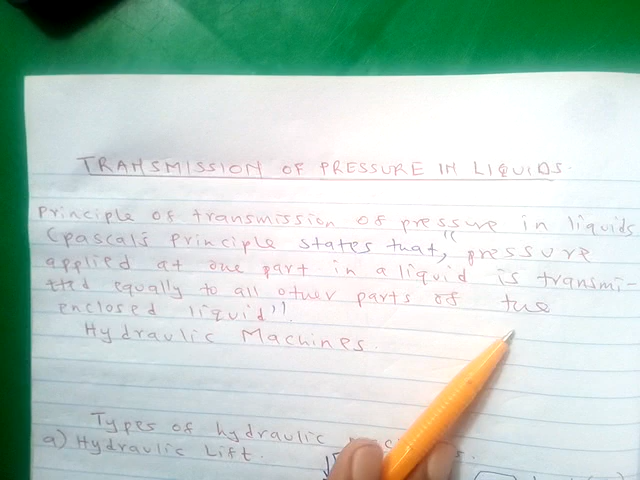 TRANSMISSION OF PRESSURE IN LIQUIDS.
Principle of transmission of pressure in liquids
(pascal's principle states that, "pressure
applied at one part in a liquid is transmi-
tted equally to all other parts of the
enclosed liquid".
Hydraulic Machines.
Types of hydraulic
a) Hydraulic Lift.